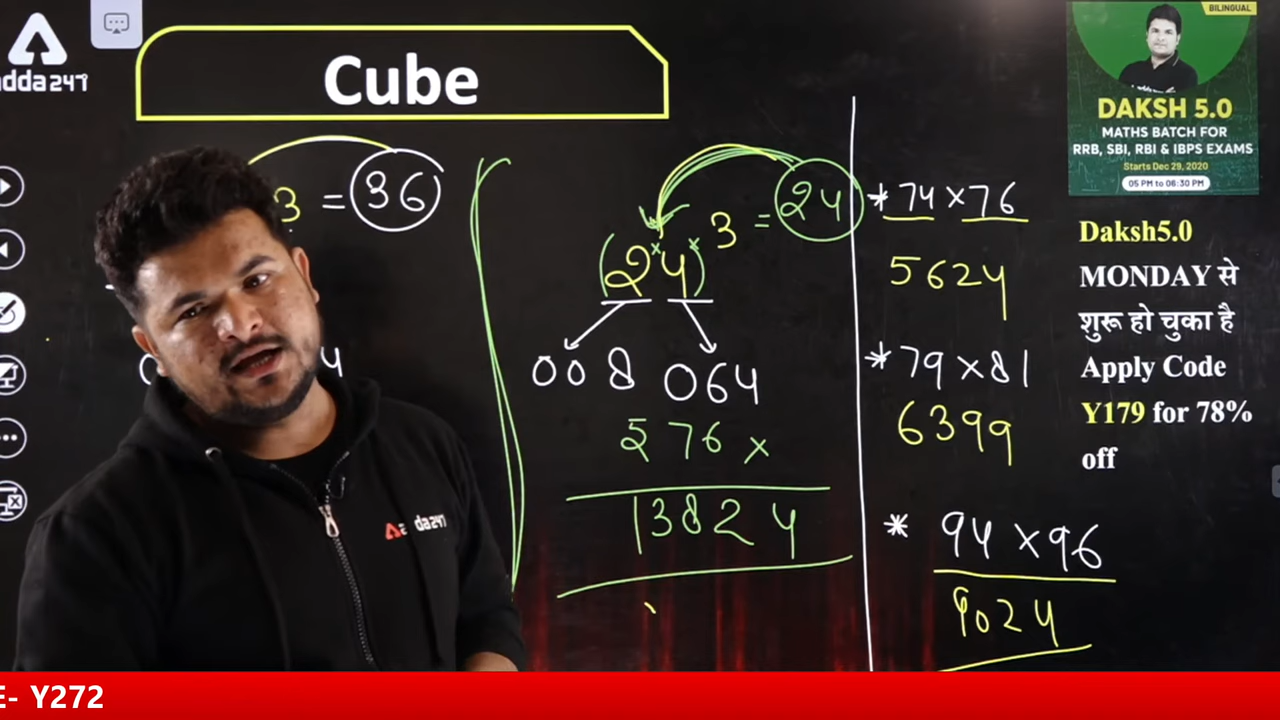 adda247
Cube
3 = 36
(24)3 = 24
008 064
576 ×
13824
* 74 × 76
5624
* 79 × 81
6399
* 94 × 96
9024
BILINGUAL
DAKSH 5.0
MATHS BATCH FOR
RRB, SBI, RBI & IBPS EXAMS
Starts Dec 28, 2020
05 PM to 06:30 PM
Daksh5.0
MONDAY से
शुरू हो चुका है
Apply Code
Y179 for 78%
off
adda247
E- Y272